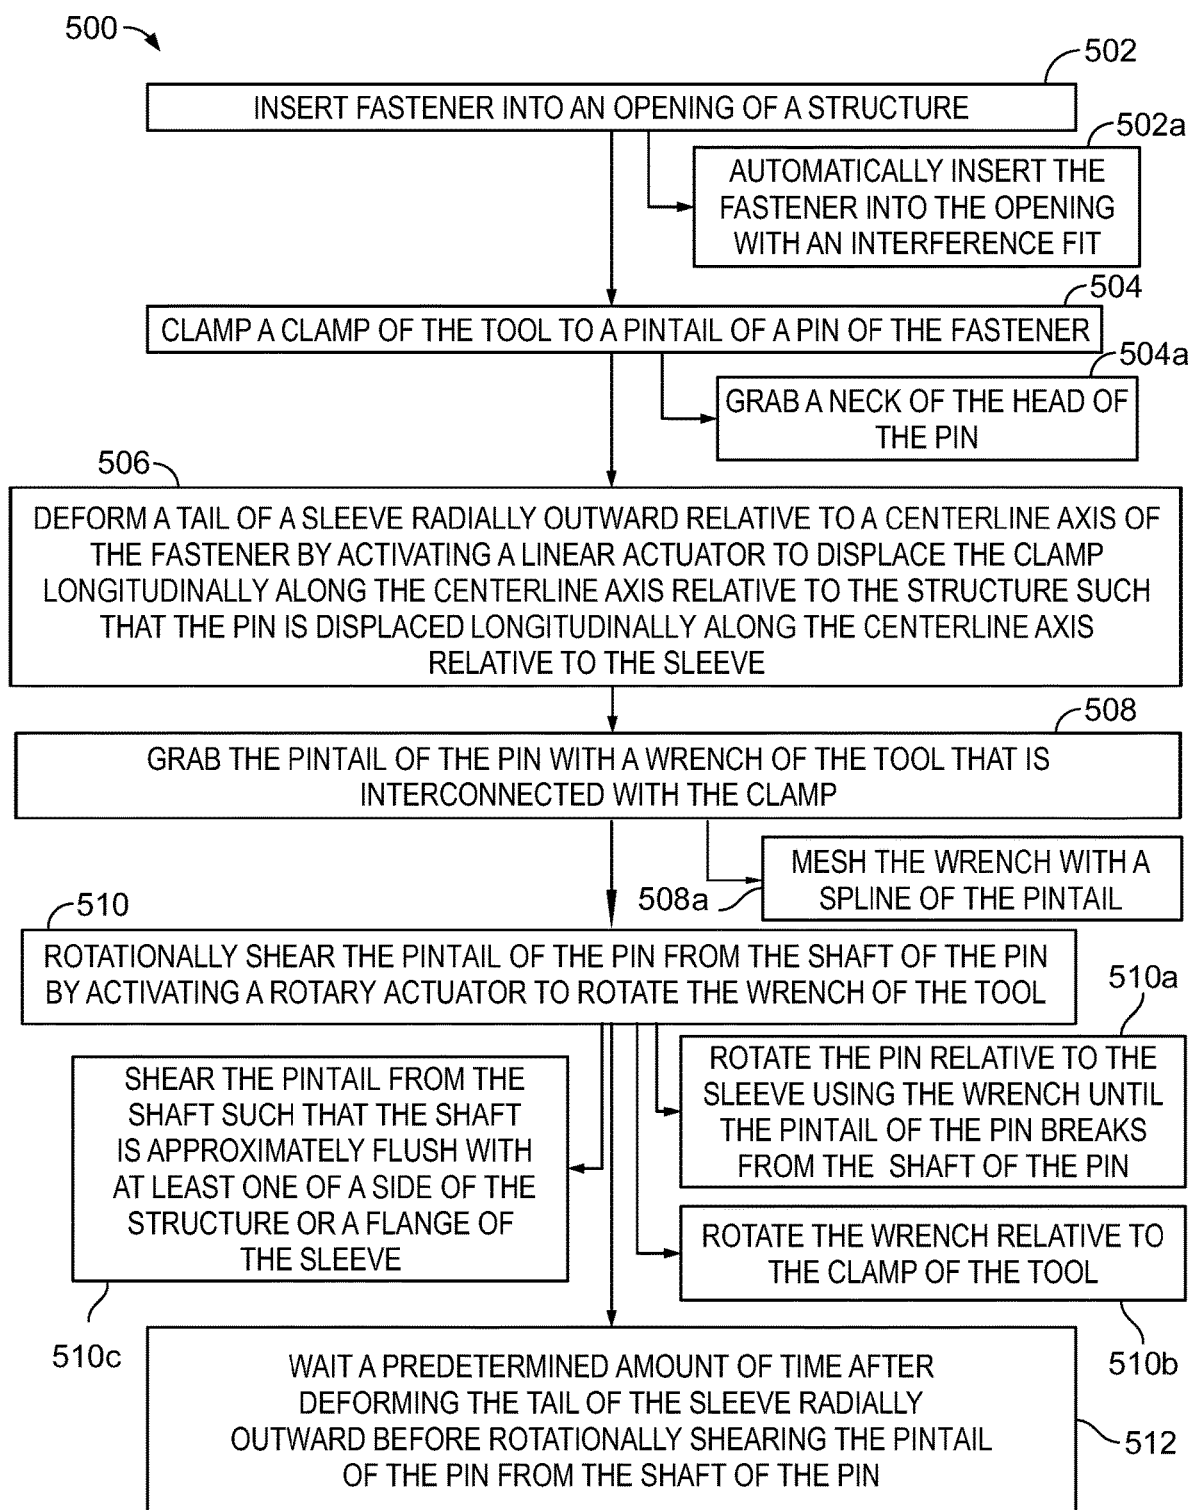 500
502
INSERT FASTENER INTO AN OPENING OF A STRUCTURE
502a
AUTOMATICALLY INSERT THE
FASTENER INTO THE OPENING
WITH AN INTERFERENCE FIT
504
CLAMP A CLAMP OF THE TOOL TO A PINTAIL OF A PIN OF THE FASTENER
504a
GRAB A NECK OF THE HEAD OF
THE PIN
506
DEFORM A TAIL OF A SLEEVE RADIALLY OUTWARD RELATIVE TO A CENTERLINE AXIS OF
THE FASTENER BY ACTIVATING A LINEAR ACTUATOR TO DISPLACE THE CLAMP
LONGITUDINALLY ALONG THE CENTERLINE AXIS RELATIVE TO THE STRUCTURE SUCH
THAT THE PIN IS DISPLACED LONGITUDINALLY ALONG THE CENTERLINE AXIS
RELATIVE TO THE SLEEVE
508
GRAB THE PINTAIL OF THE PIN WITH A WRENCH OF THE TOOL THAT IS
INTERCONNECTED WITH THE CLAMP
MESH THE WRENCH WITH A
SPLINE OF THE PINTAIL
508a
510
ROTATIONALLY SHEAR THE PINTAIL OF THE PIN FROM THE SHAFT OF THE PIN
BY ACTIVATING A ROTARY ACTUATOR TO ROTATE THE WRENCH OF THE TOOL
510a
ROTATE THE PIN RELATIVE TO THE
SLEEVE USING THE WRENCH UNTIL
THE PINTAIL OF THE PIN BREAKS
FROM THE SHAFT OF THE PIN
SHEAR THE PINTAIL FROM THE
SHAFT SUCH THAT THE SHAFT
IS APPROXIMATELY FLUSH WITH
AT LEAST ONE OF A SIDE OF THE
STRUCTURE OR A FLANGE OF
THE SLEEVE
510c
ROTATE THE WRENCH RELATIVE TO
THE CLAMP OF THE TOOL
510b
WAIT A PREDETERMINED AMOUNT OF TIME AFTER
DEFORMING THE TAIL OF THE SLEEVE RADIALLY
OUTWARD BEFORE ROTATIONALLY SHEARING THE PINTAIL
OF THE PIN FROM THE SHAFT OF THE PIN
512